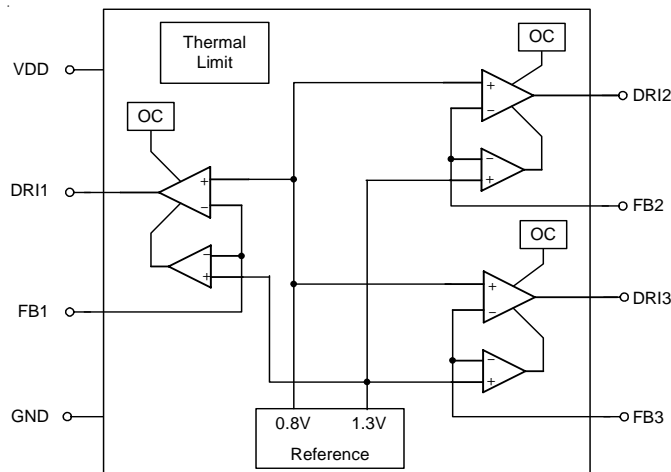 Thermal
Limit
OC
VDD
DRI2
+
−
OC
−
+
DRI1
+
−
FB2
OC
−
+
+
−
DRI3
FB1
−
+
0.8V 1.3V
Reference
GND
FB3